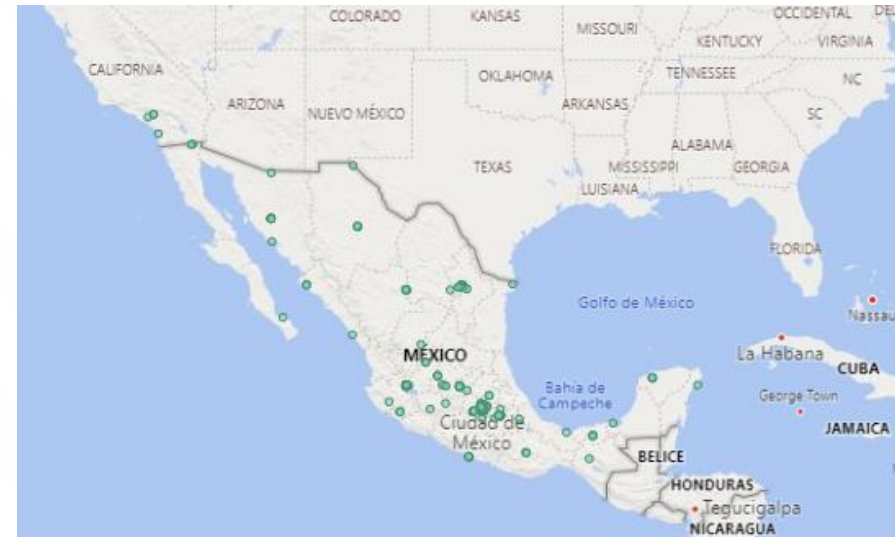 COLORADO
KANSAS
OCCIDENTAL
MISSOURI
KENTUCKY
VIRGINIA
CALIFORNIA
OKLAHOMA
TENNESSEE
NC
ARIZONA
NUEVO MÉXICO
ARKANSAS
SC
ALABAMA
TEXAS
MISSISSIPPI
GEORGIA
LUISIANA
FLORIDA
Golfo de México
Nassau
La Habana
MÉXICO
CUBA
Bahía de
Campeche
George Town
Ciudad de
México
JAMAICA
BELICE
HONDURAS
Tegucigalpa
NICARAGUA